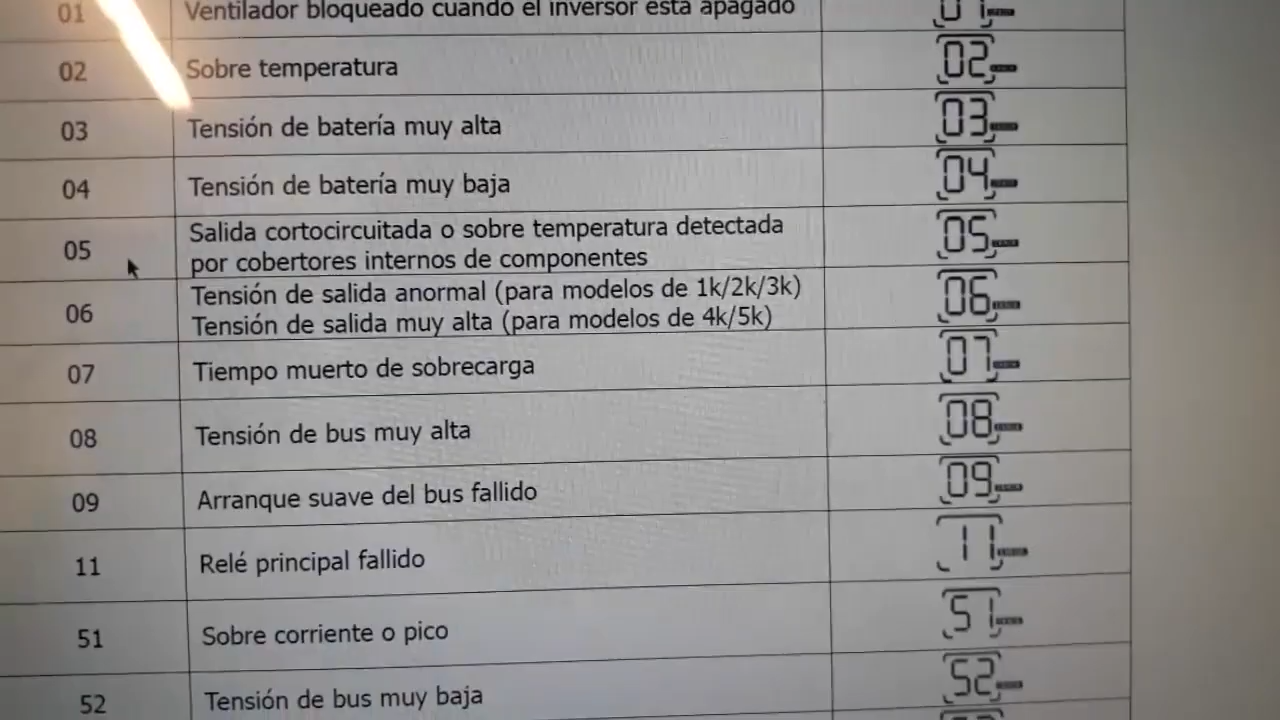 01 Ventilador bloqueado cuando el inversor está apagado 01
02 Sobre temperatura 02
03 Tensión de batería muy alta 03
04 Tensión de batería muy baja 04
05 Salida cortocircuitada o sobre temperatura detectada
por cobertores internos de componentes 05
06 Tensión de salida anormal (para modelos de 1k/2k/3k)
Tensión de salida muy alta (para modelos de 4k/5k) 06
07 Tiempo muerto de sobrecarga 07
08 Tensión de bus muy alta 08
09 Arranque suave del bus fallido 09
11 Relé principal fallido 11
51 Sobre corriente o pico 51
52 Tensión de bus muy baja 52